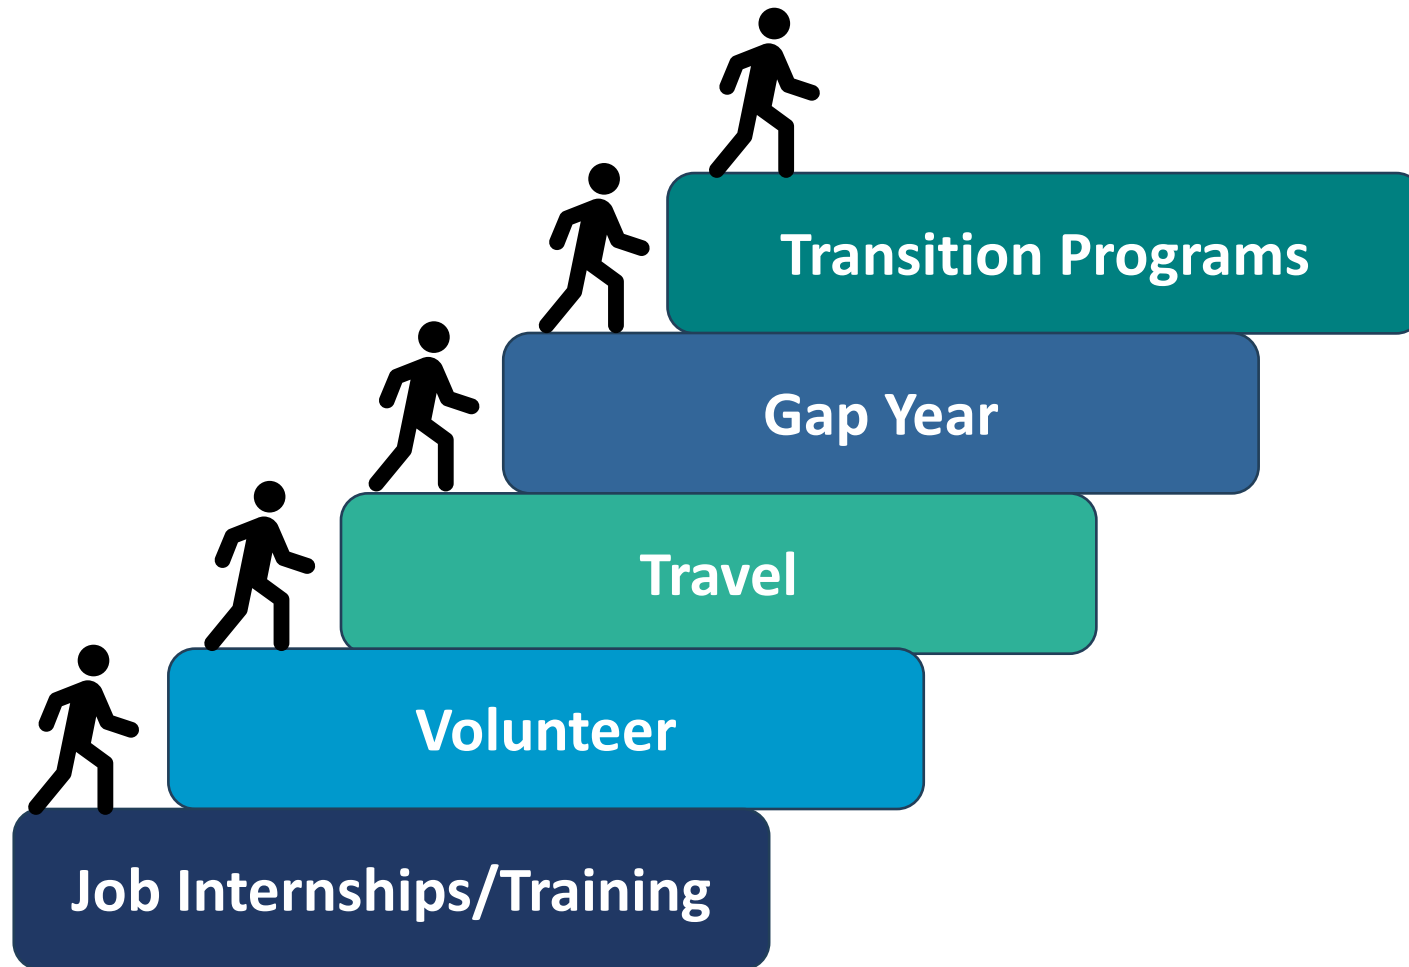 Transition Programs
Gap Year
Travel
Volunteer
Job Internships/Training